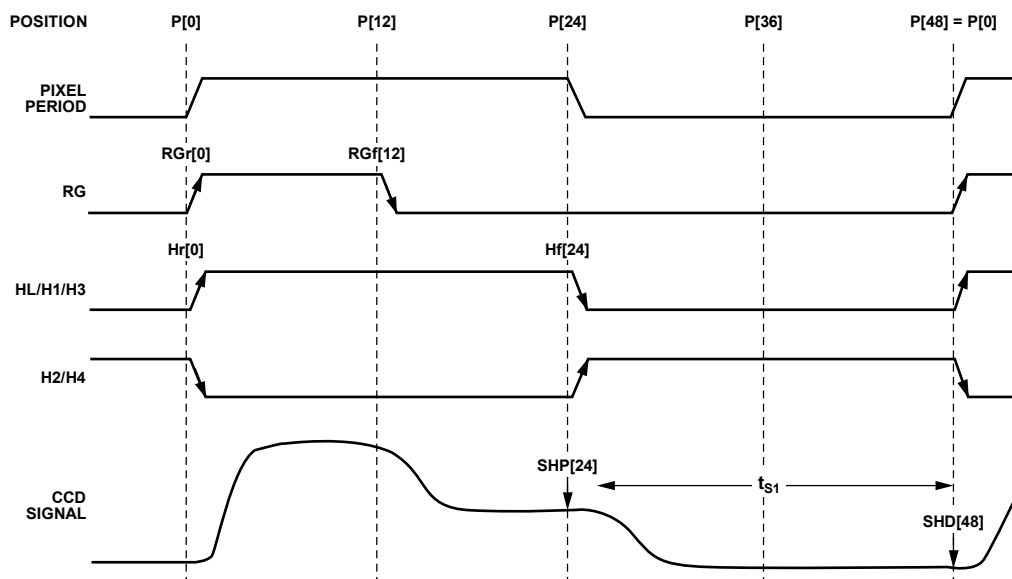 POSITION P[0] P[12] P[24] P[36] P[48] = P[0]
PIXEL
PERIOD
RGr[0] RGf[12]
RG
Hr[0] Hf[24]
HL/H1/H3
H2/H4
SHP[24]
tS1
CCD
SIGNAL
SHD[48]